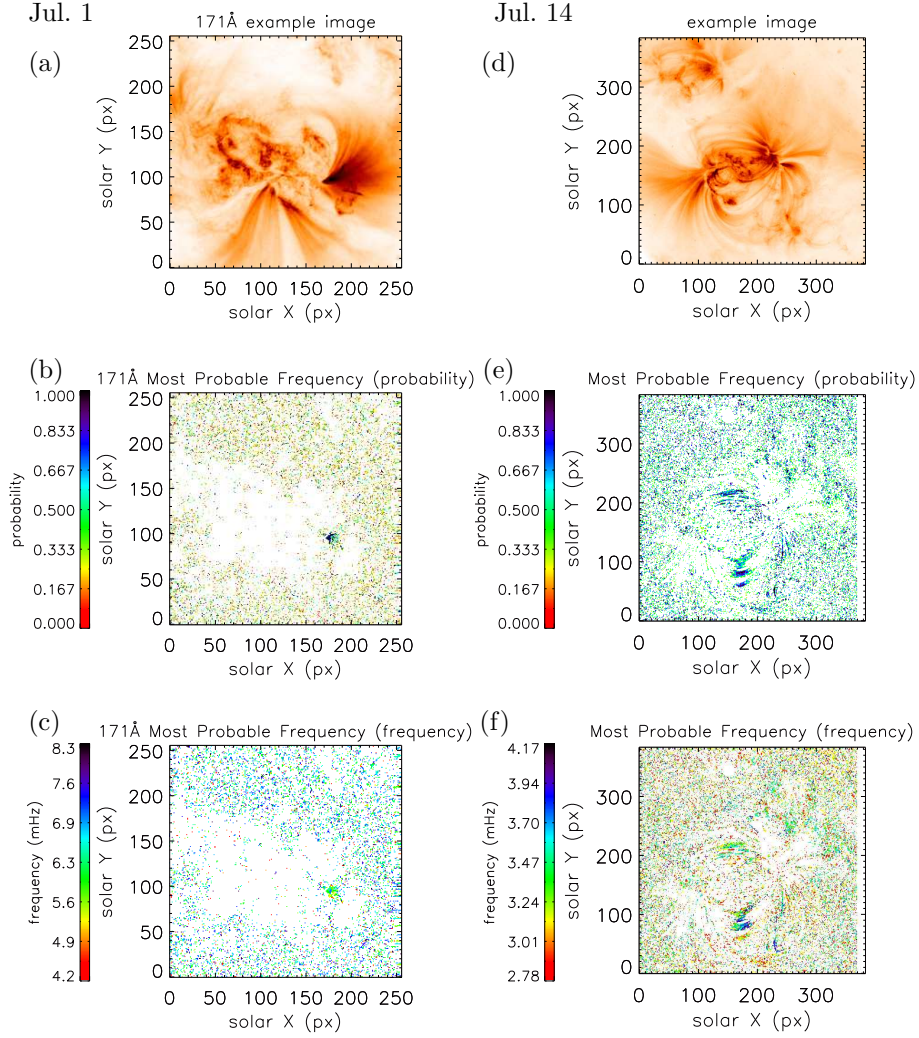 Jul. 1
Jul. 14
(a)
171Å example image
solar Y (px)
250
200
150
100
50
0
0 50 100 150 200 250
solar X (px)
(d)
example image
solar Y (px)
300
200
100
0
0 100 200 300
solar X (px)
(b)
171Å Most Probable Frequency (probability)
probability
1.000
0.833
0.667
0.500
0.333
0.167
0.000
solar Y (px)
250
200
150
100
50
0
0 50 100 150 200 250
solar X (px)
(e)
Most Probable Frequency (probability)
probability
1.000
0.833
0.667
0.500
0.333
0.167
0.000
solar Y (px)
300
200
100
0
0 100 200 300
solar X (px)
(c)
171Å Most Probable Frequency (frequency)
frequency (mHz)
8.3
7.6
6.9
6.3
5.6
4.9
4.2
solar Y (px)
250
200
150
100
50
0
0 50 100 150 200 250
solar X (px)
(f)
Most Probable Frequency (frequency)
frequency (mHz)
4.17
3.93
3.70
3.47
3.24
3.01
2.78
solar Y (px)
300
200
100
0
0 100 200 300
solar X (px)